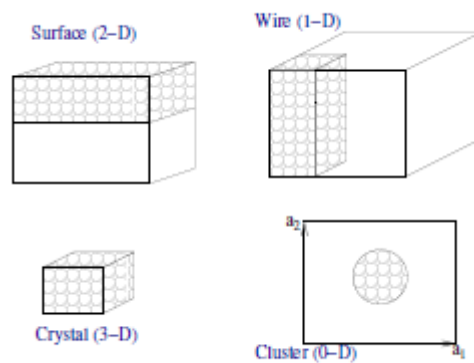 Surface (2-D)
Wire (1-D)
Crystal (3-D)
a2
a1
Cluster (0-D)